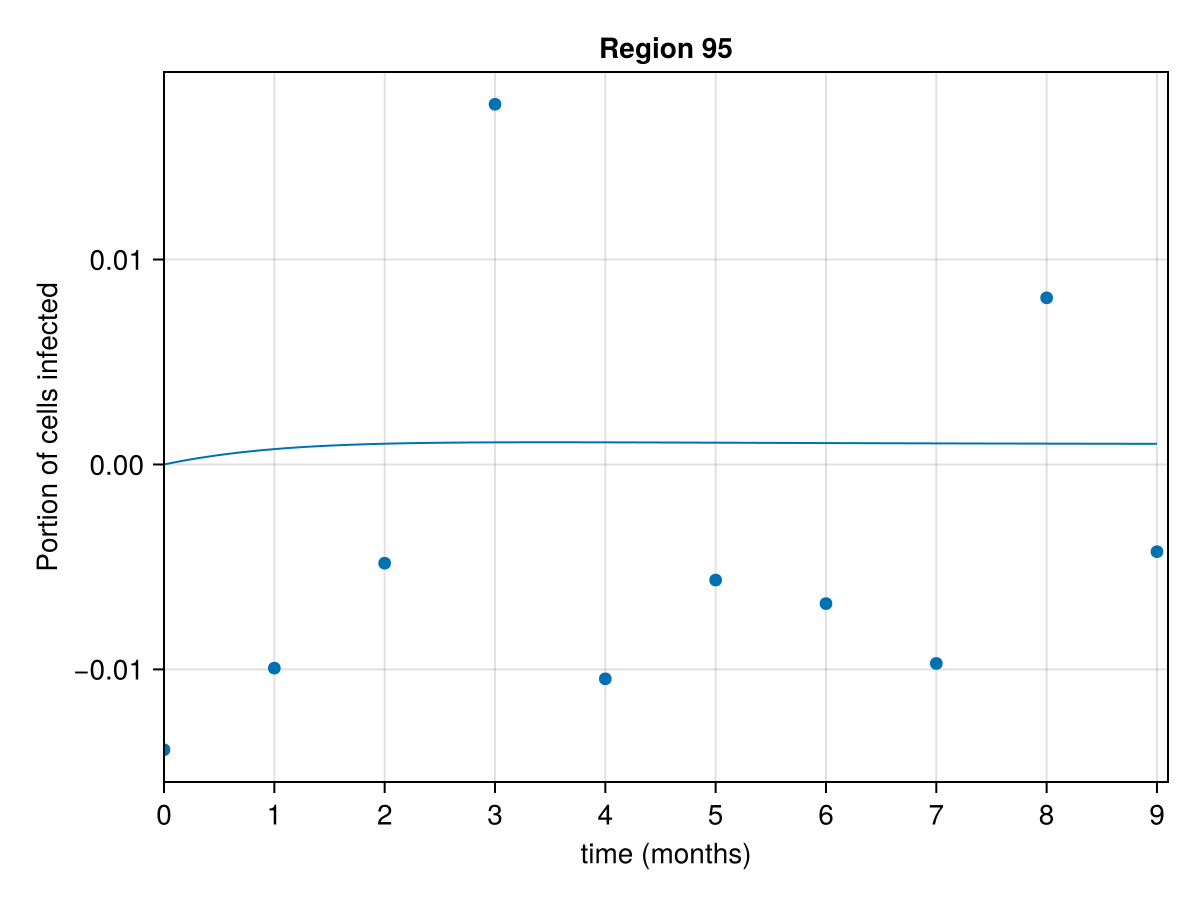 Region 95
Portion of cells infected
0.01
0.00
−0.01
0 1 2 3 4 5 6 7 8 9
time (months)